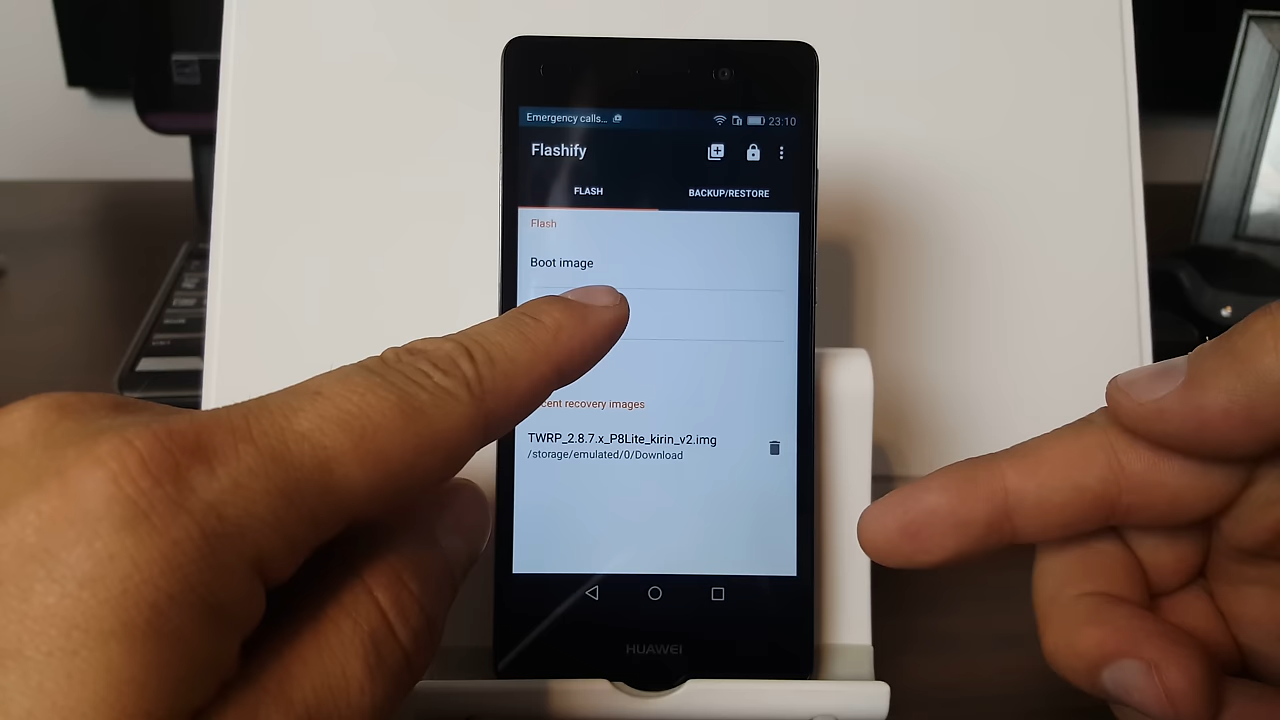 Emergency calls...
23:10
Flashify
FLASH
BACKUP/RESTORE
Flash
Boot image
recovery images
TWRP_2.8.7.x_P8Lite_kirin_v2.img
/storage/emulated/0/Download
HUAWEI